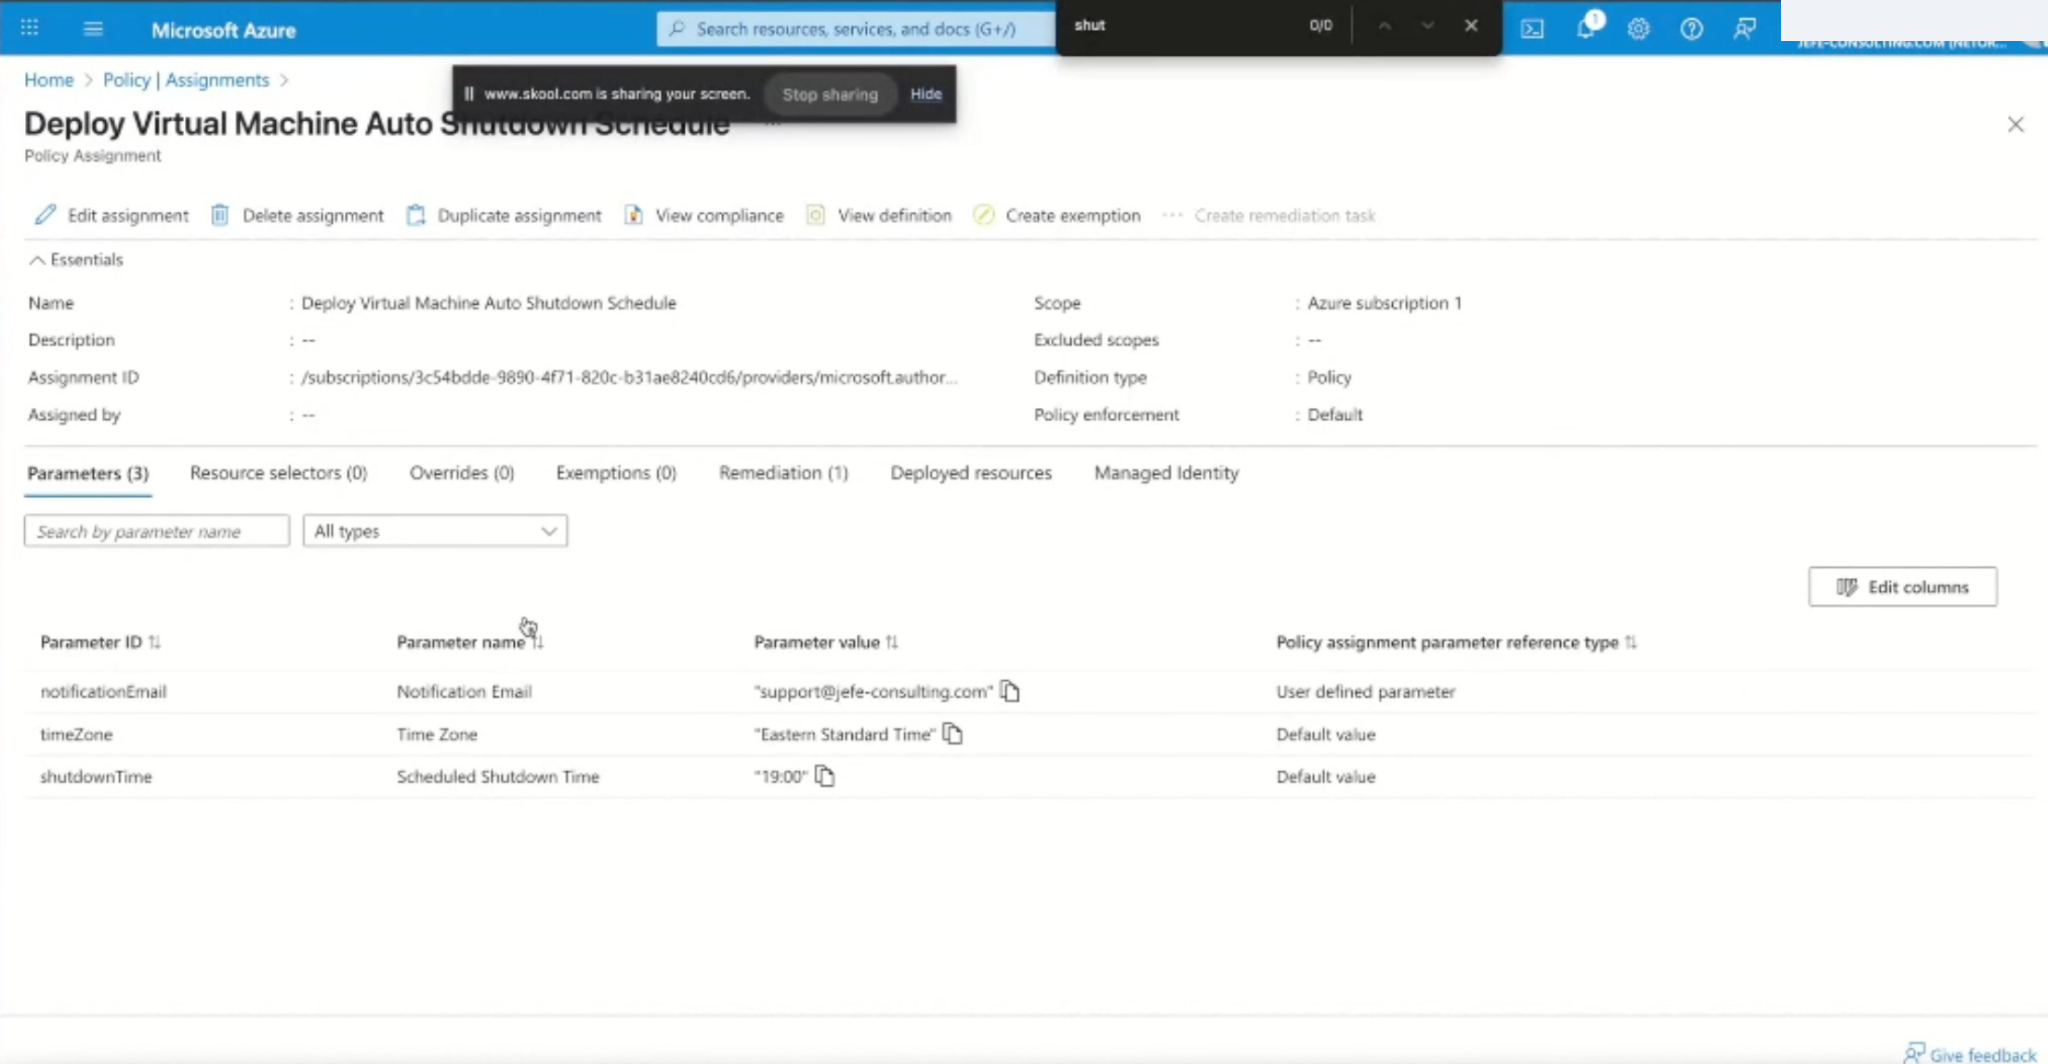 Microsoft Azure
Search resources, services, and docs (G+/)
shut
0/0
1
JEFE-CONSULTING.COM (NETOR...
Home > Policy | Assignments >
www.skool.com is sharing your screen.
Stop sharing
Hide
Deploy Virtual Machine Auto Shutdown Schedule ...
Policy Assignment
Edit assignment
Delete assignment
Duplicate assignment
View compliance
View definition
Create exemption
... Create remediation task
Essentials
Name : Deploy Virtual Machine Auto Shutdown Schedule
Scope : Azure subscription 1
Description : --
Excluded scopes : --
Assignment ID : /subscriptions/3c54bdde-9890-4f71-820c-b31ae8240cd6/providers/microsoft.author...
Definition type : Policy
Assigned by : --
Policy enforcement : Default
Parameters (3)
Resource selectors (0)
Overrides (0)
Exemptions (0)
Remediation (1)
Deployed resources
Managed Identity
Search by parameter name
All types
Edit columns
Parameter ID
Parameter name
Parameter value
Policy assignment parameter reference type
notificationEmail
Notification Email
"support@jefe-consulting.com"
User defined parameter
timeZone
Time Zone
"Eastern Standard Time"
Default value
shutdownTime
Scheduled Shutdown Time
"19:00"
Default value
Give feedback